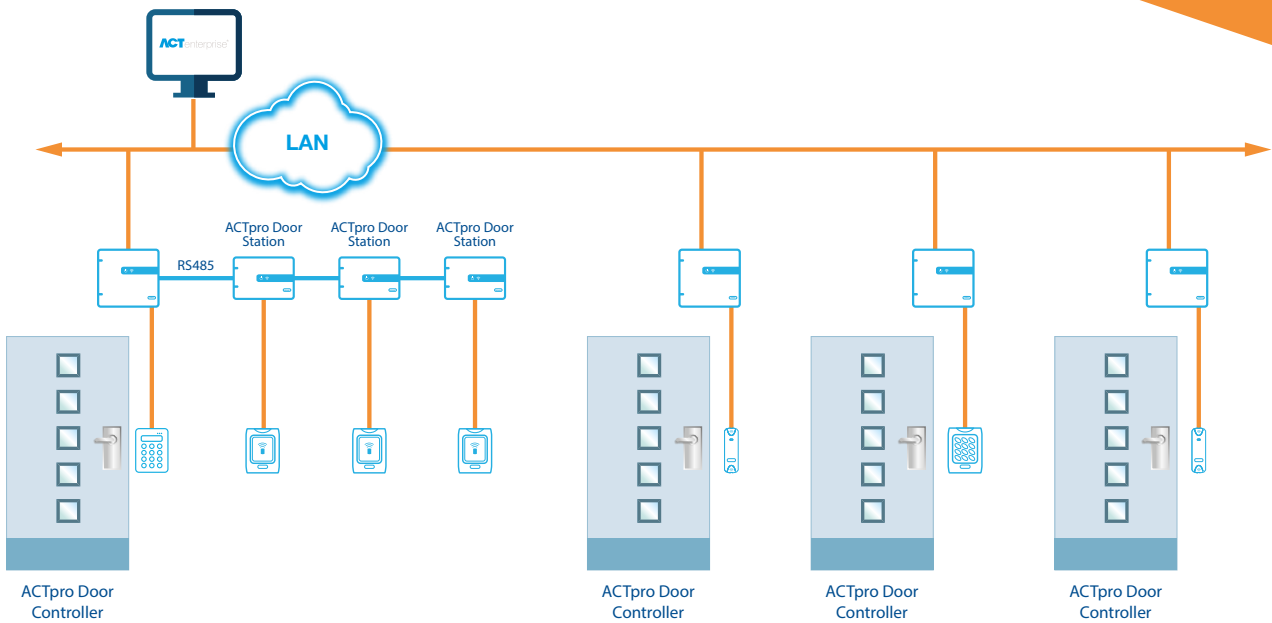 ACTenterprise
LAN
ACTpro Door
Station
ACTpro Door
Station
ACTpro Door
Station
RS485
ACTpro Door
Controller
ACTpro Door
Controller
ACTpro Door
Controller
ACTpro Door
Controller